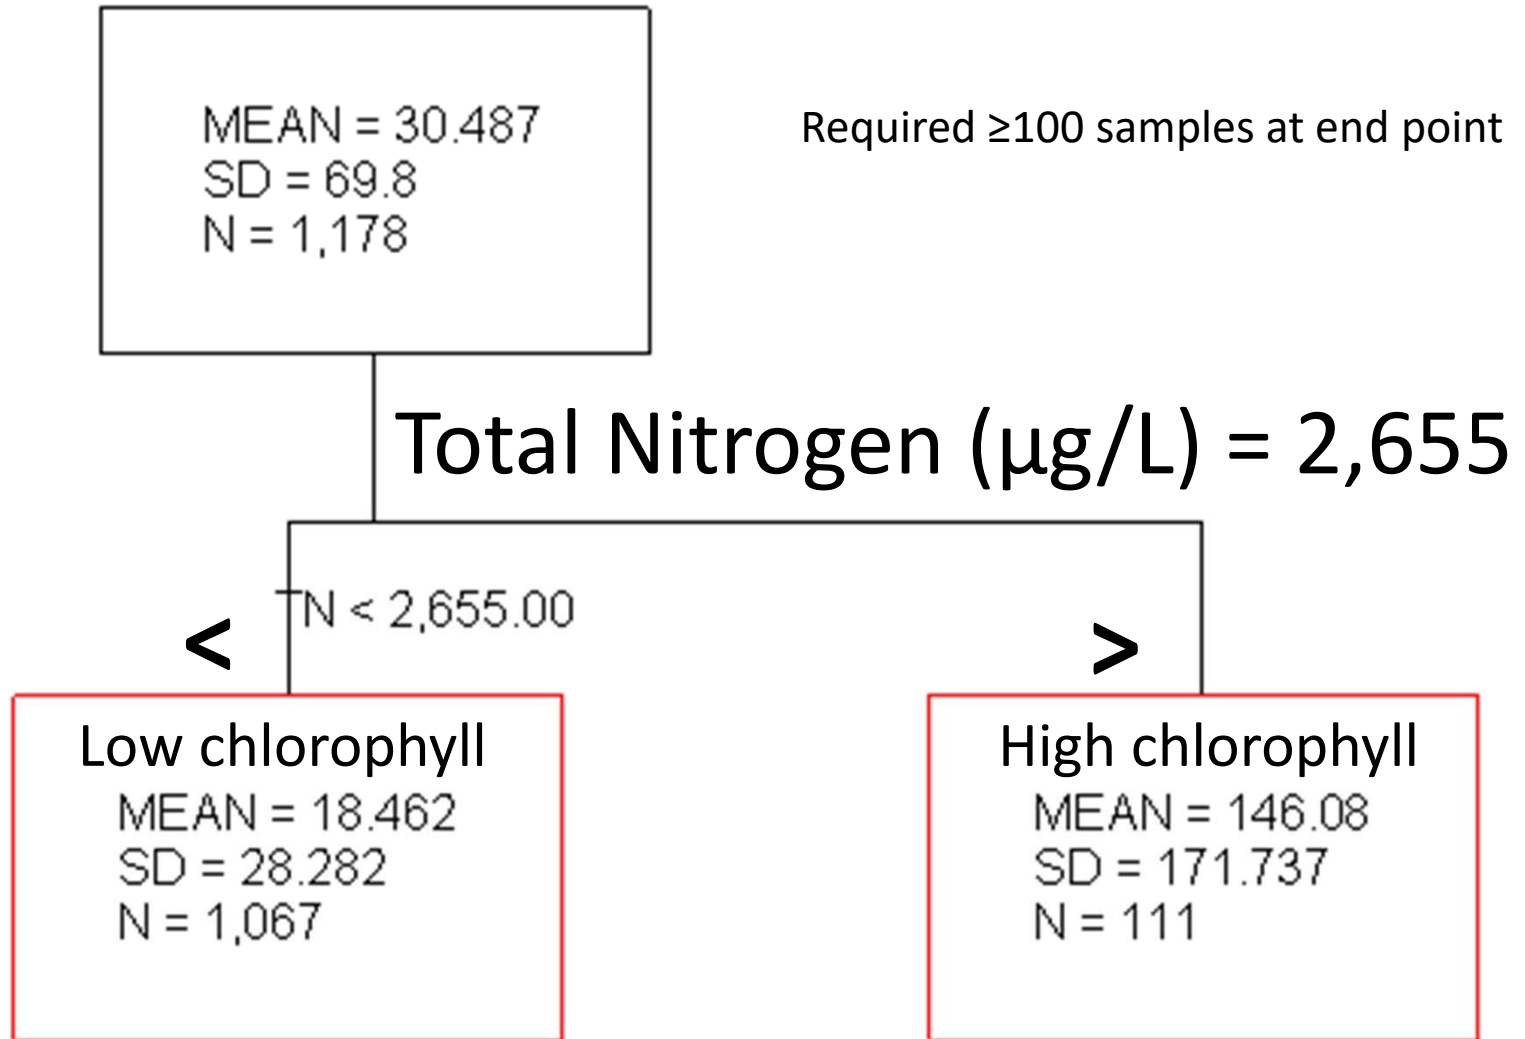 MEAN = 30.487
SD = 69.8
N = 1,178
Required ≥100 samples at end point
Total Nitrogen (µg/L) = 2,655
TN < 2,655.00
<
>
Low chlorophyll
MEAN = 18.462
SD = 28.282
N = 1,067
High chlorophyll
MEAN = 146.08
SD = 171.737
N = 111